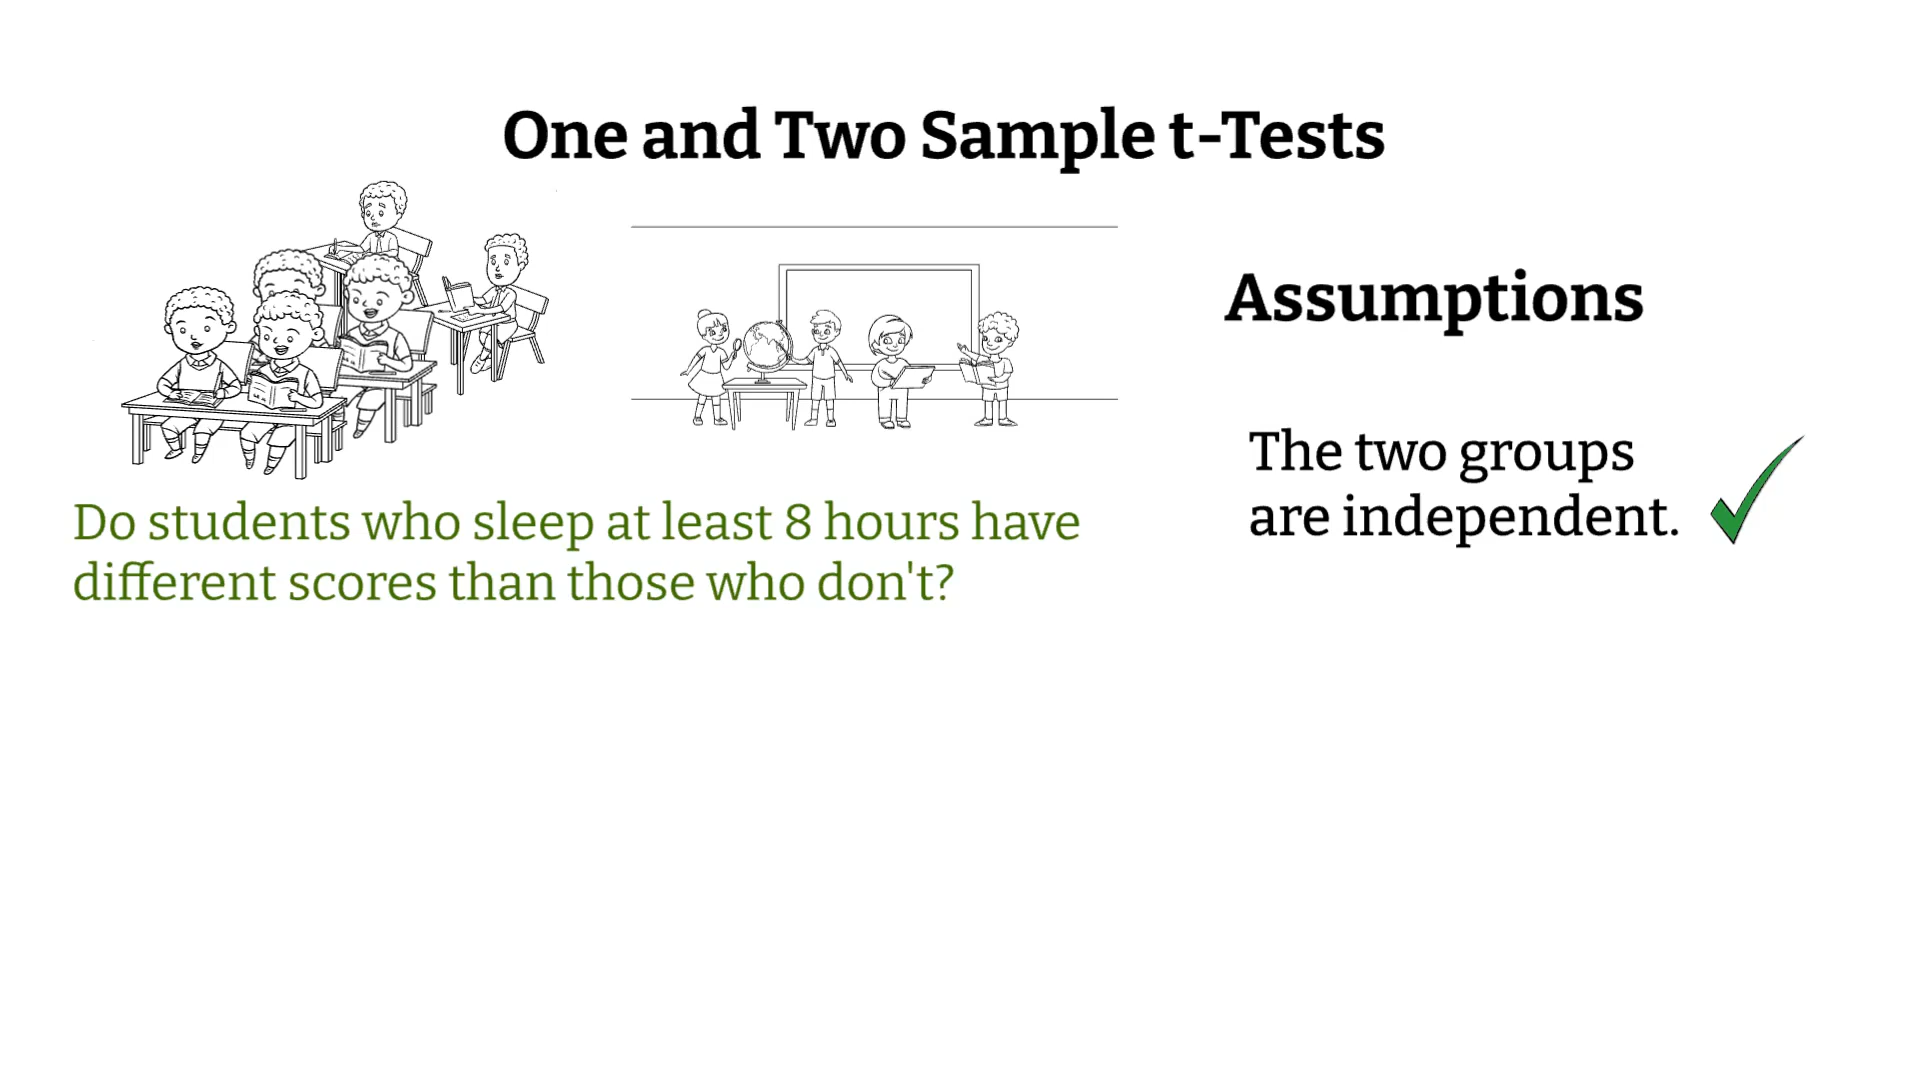 One and Two Sample t-Tests
Assumptions
The two groups
are independent.
Do students who sleep at least 8 hours have
different scores than those who don't?